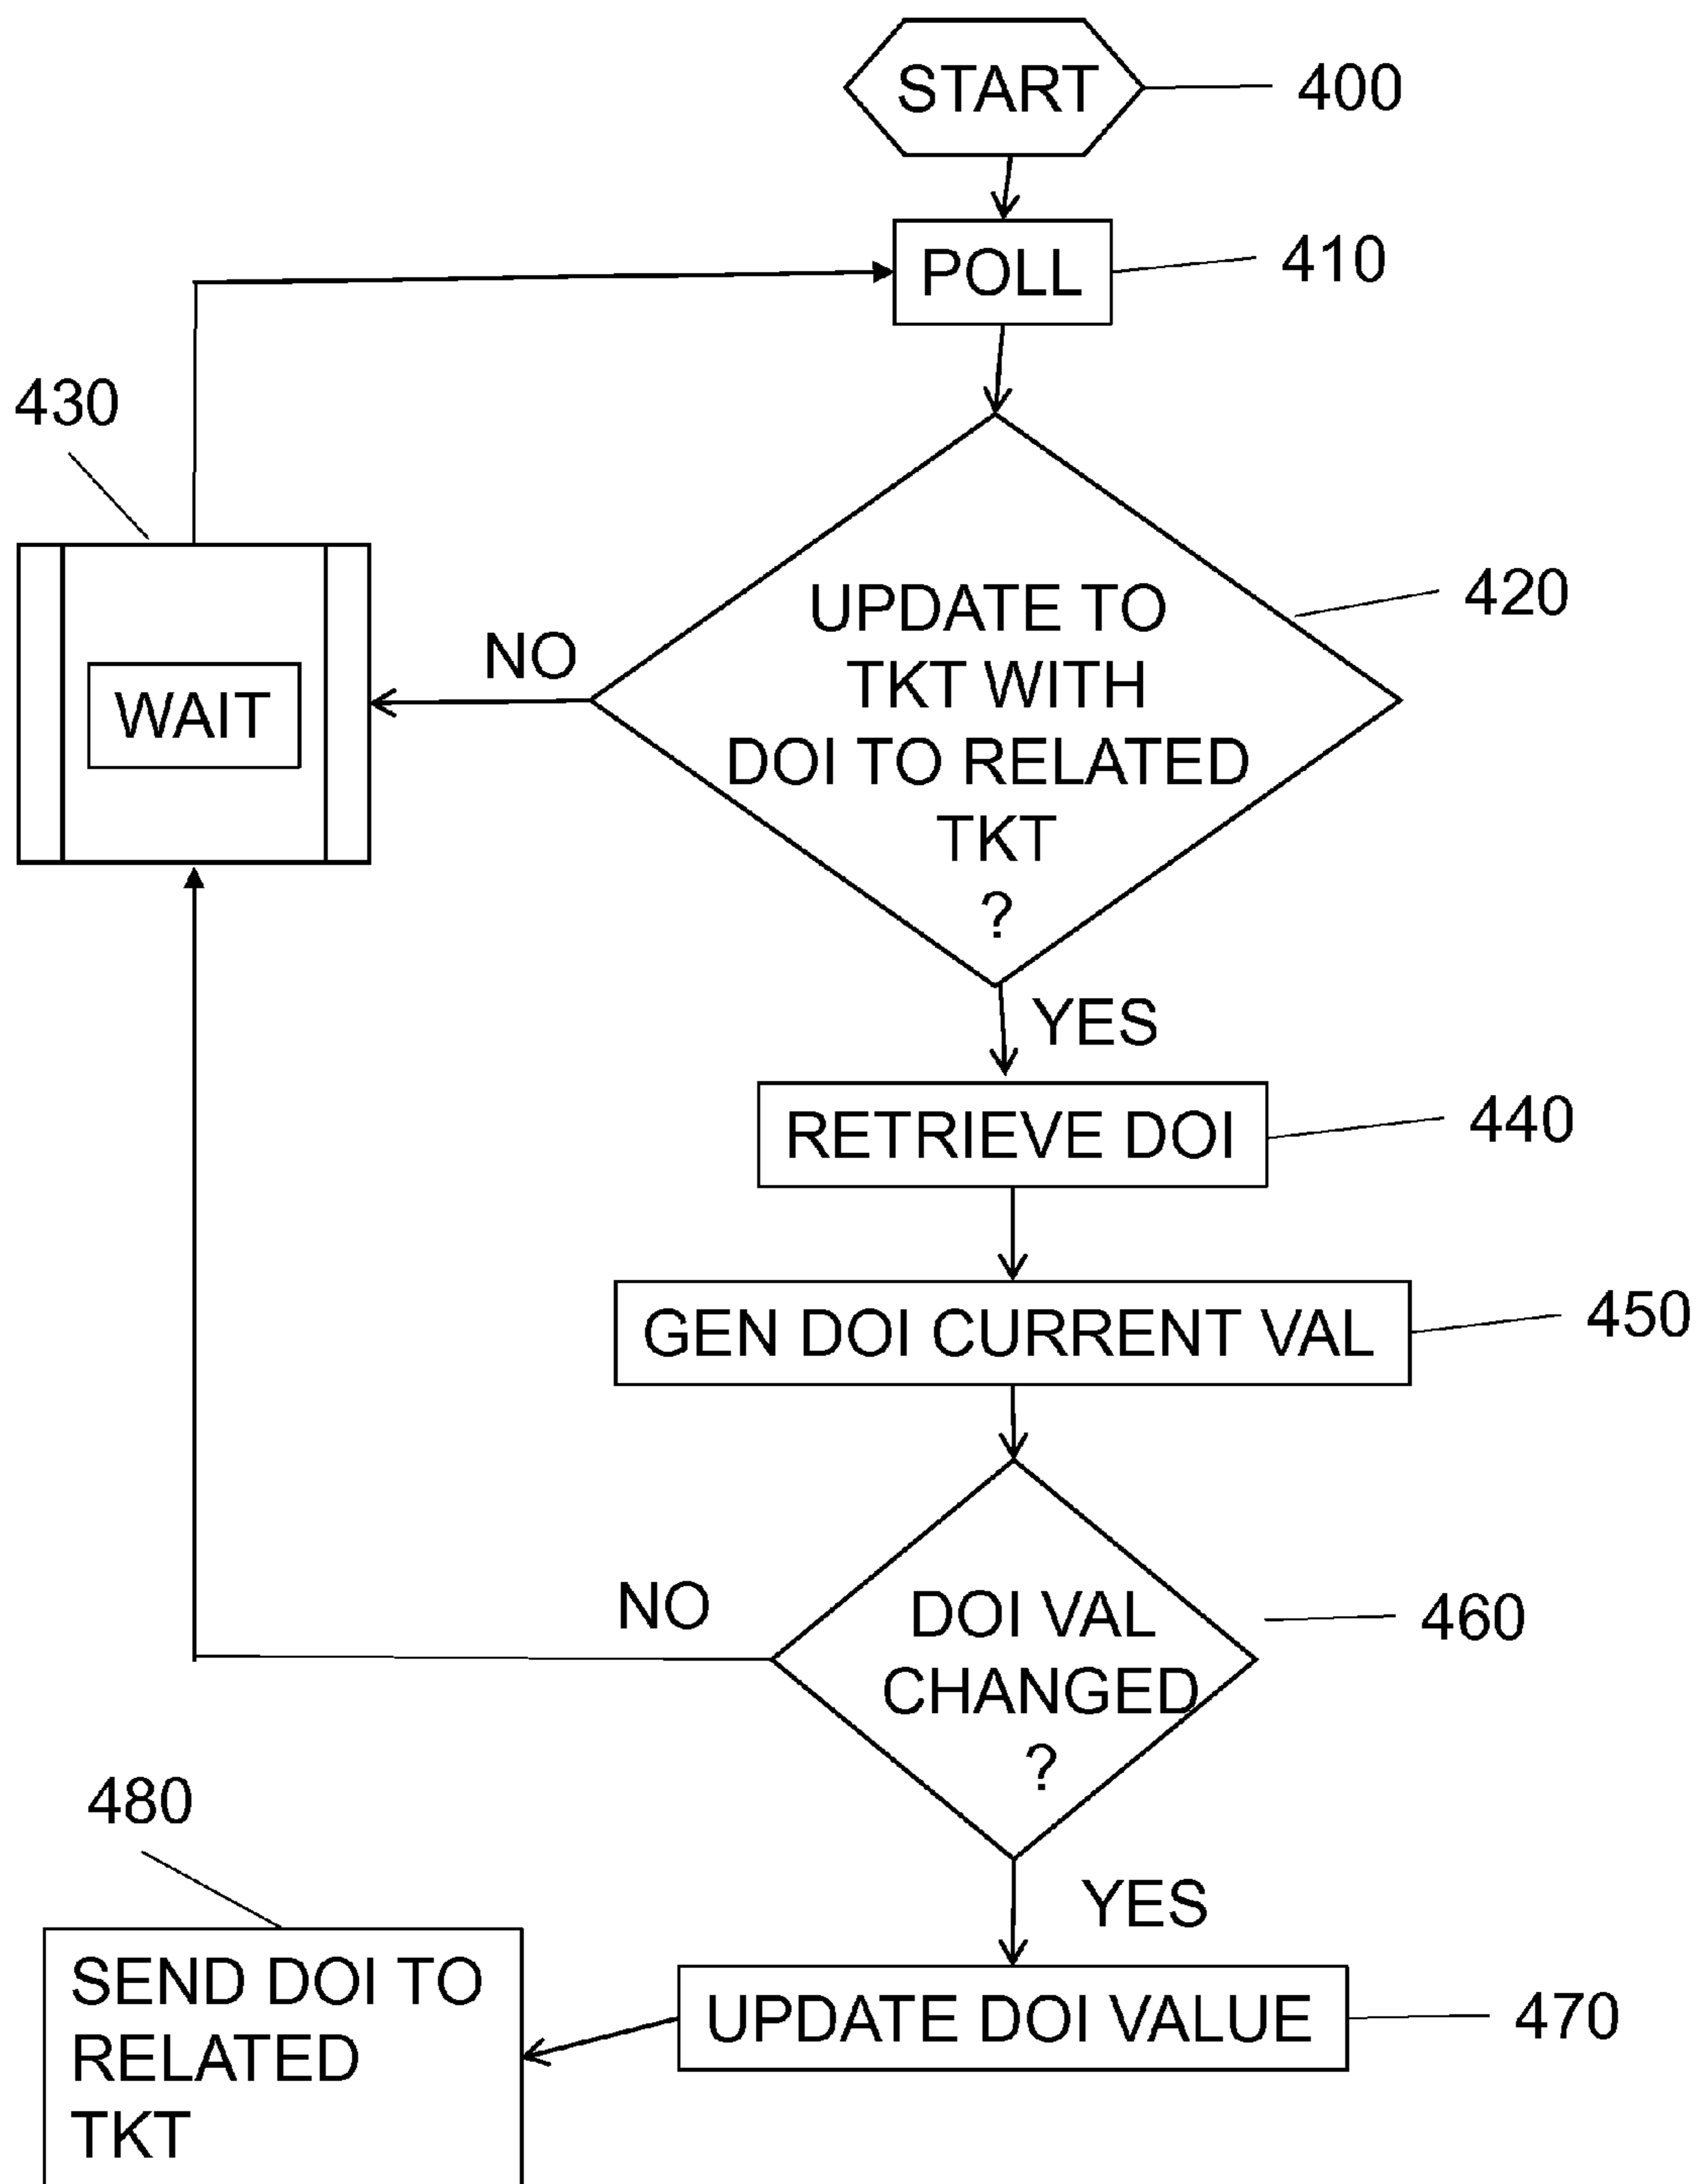 START
400
POLL
410
430
UPDATE TO
TKT WITH
DOI TO RELATED
TKT
?
420
NO
WAIT
YES
RETRIEVE DOI
440
GEN DOI CURRENT VAL
450
DOI VAL
CHANGED
?
460
NO
YES
480
SEND DOI TO
RELATED
TKT
UPDATE DOI VALUE
470